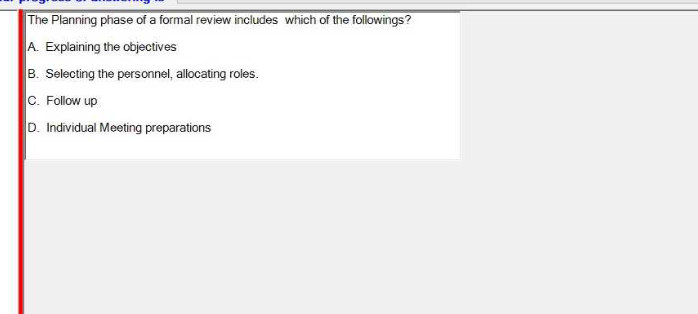 The Planning phase of a formal review includes which of the followings?
A. Explaining the objectives
B. Selecting the personnel, allocating roles.
C. Follow up
D. Individual Meeting preparations